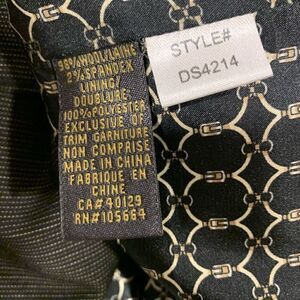 98%WOOL/LAINE
2%SPANDEX
LINING/
DOUBLURE:
100%POLYESTER
EXCLUSIVE OF
TRIM/GARNITURE
NON COMPRISE
MADE IN CHINA
FABRIQUE EN
CHINE
CA#40129
RN#105664
STYLE#
DS4214